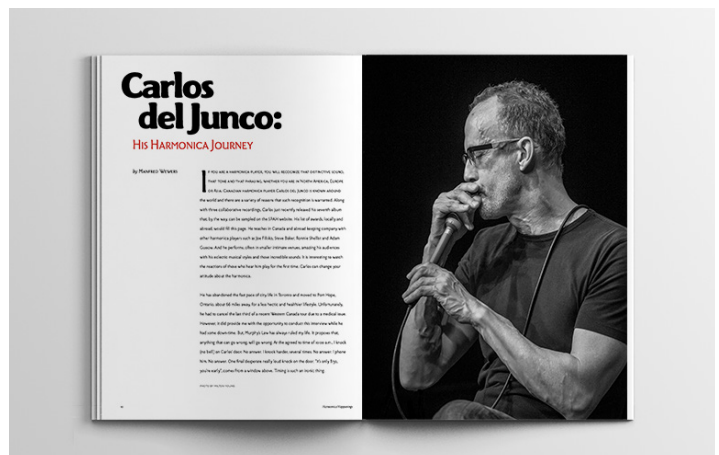 Carlos
del Junco:
His Harmonica Journey
by Manfred Wewers
If you are a harmonica player, you will recognize that distinctive sound,
that tone and that phrasing, whether you are in North America, Europe
or Asia. Canadian harmonica player Carlos del Junco is known around
the world and there are a variety of reasons that such recognition is warranted. Along
with three collaborative recordings, Carlos just recently released his seventh album
that, by the way, can be sampled on the SPAH website. His list of awards, locally and
abroad, would fill this page. He teaches in Canada and abroad keeping company with
other harmonica players such as Joe Filisko, Steve Baker, Ronnie Shellist and Adam
Gussow. And he performs, often in smaller intimate venues, amazing his audiences
with his eclectic musical styles and those incredible sounds. It is interesting to watch
the reactions of those who hear him play for the first time. Carlos can change your
attitude about the harmonica.
He has abandoned the fast pace of city life in Toronto and moved to Port Hope,
Ontario, about 66 miles away, for a less hectic and healthier lifestyle. Unfortunately,
he had to cancel the last third of a recent Western Canada tour due to a medical issue.
However, it did provide me with the opportunity to conduct this interview while he
had some down time. But, Murphy's Law has always ruled my life. It proposes that,
anything that can go wrong will go wrong. At the agreed to time of 10:00 a.m., I knock
(no bell) on Carlos' door. No answer. I knock harder, several times. No answer. I phone
him. No answer. One final desperate really loud knock on the door. "It's only 8:30,
you're early", comes from a window above. Timing is such an ironic thing.
Harmonica Happenings